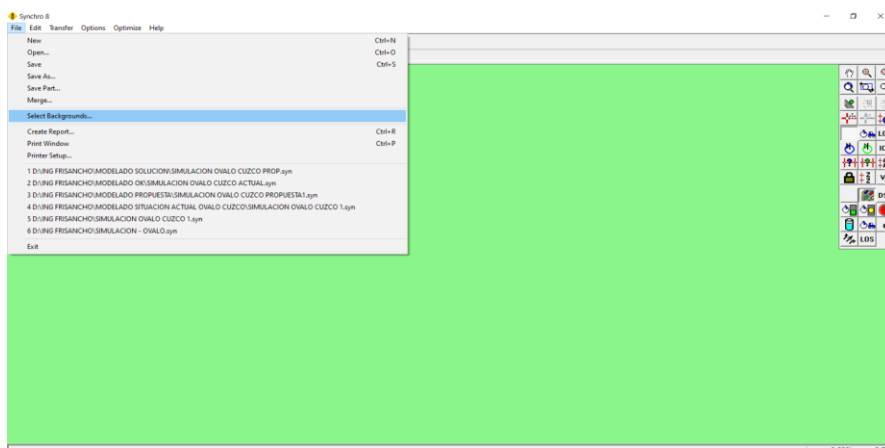 Synchro 8
File Edit Transfer Options Optimize Help
New Ctrl+N
Open... Ctrl+O
Save Ctrl+S
Save As...
Save Part...
Merge...
Select Backgrounds...
Create Report... Ctrl+R
Print Window Ctrl+P
Printer Setup...
1 D:\ING FRISANCHO\MODELADO SOLUCION\SIMULACION OVALO CUZCO PROP.syn
2 D:\ING FRISANCHO\MODELADO OK\SIMULACION OVALO CUZCO ACTUAL.syn
3 D:\ING FRISANCHO\MODELADO PROPUESTA\SIMULACION OVALO CUZCO PROPUESTA1.syn
4 D:\ING FRISANCHO\MODELADO SITUACION ACTUAL OVALO CUZCO\SIMULACION OVALO CUZCO 1.syn
5 D:\ING FRISANCHO\SIMULACION OVALO CUZCO 1.syn
6 D:\ING FRISANCHO\SIMULACION - OVALO.syn
Exit
LOS